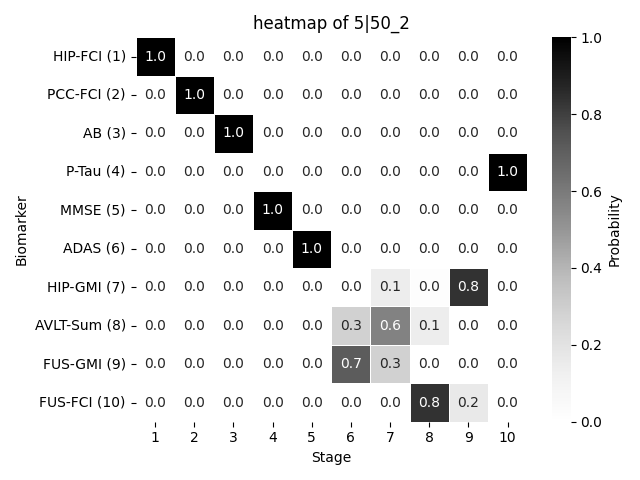 heatmap of 5|50_2
HIP-FCI (1) 1.0 0.0 0.0 0.0 0.0 0.0 0.0 0.0 0.0 0.0
PCC-FCI (2) 0.0 1.0 0.0 0.0 0.0 0.0 0.0 0.0 0.0 0.0
AB (3) 0.0 0.0 1.0 0.0 0.0 0.0 0.0 0.0 0.0 0.0
P-Tau (4) 0.0 0.0 0.0 0.0 0.0 0.0 0.0 0.0 0.0 1.0
MMSE (5) 0.0 0.0 0.0 1.0 0.0 0.0 0.0 0.0 0.0 0.0
ADAS (6) 0.0 0.0 0.0 0.0 1.0 0.0 0.0 0.0 0.0 0.0
HIP-GMI (7) 0.0 0.0 0.0 0.0 0.0 0.0 0.1 0.0 0.8 0.0
AVLT-Sum (8) 0.0 0.0 0.0 0.0 0.0 0.3 0.6 0.1 0.0 0.0
FUS-GMI (9) 0.0 0.0 0.0 0.0 0.0 0.7 0.3 0.0 0.0 0.0
FUS-FCI (10) 0.0 0.0 0.0 0.0 0.0 0.0 0.0 0.8 0.2 0.0
1 2 3 4 5 6 7 8 9 10
Stage
Biomarker
1.0
0.8
0.6
0.4
0.2
0.0
Probability